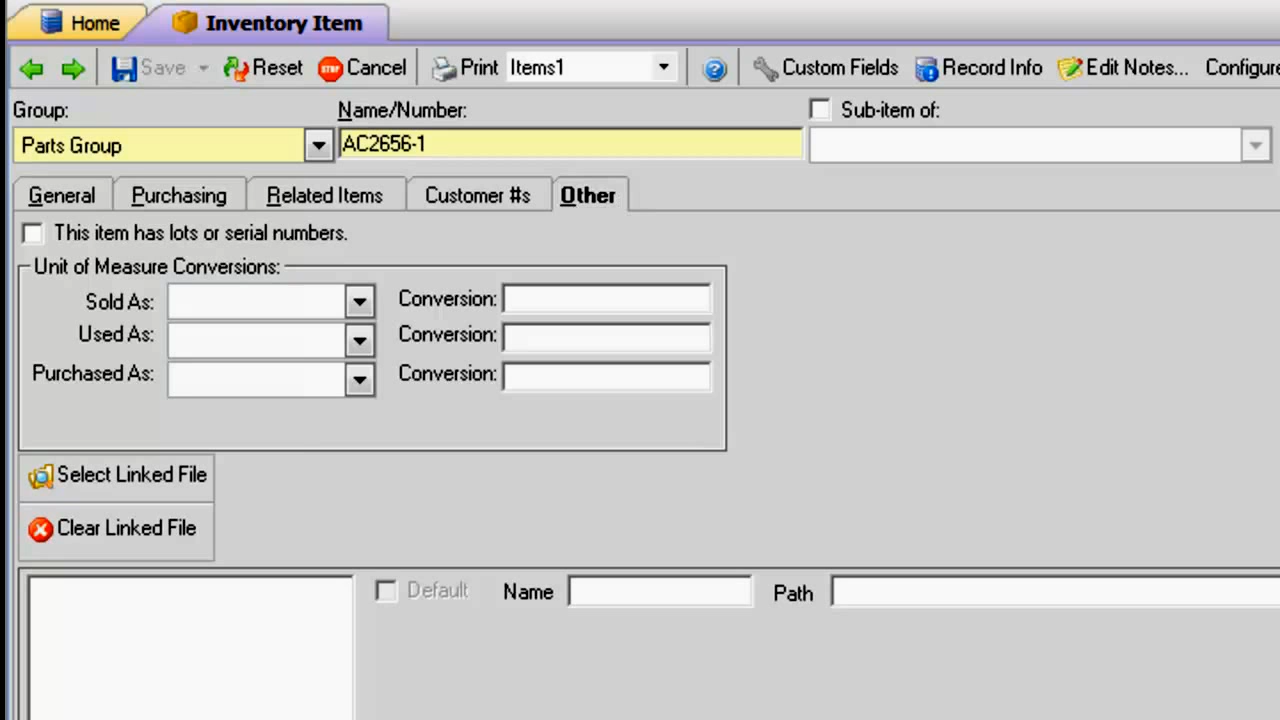 Home Inventory Item
Save Reset Cancel Print Items1 Custom Fields Record Info Edit Notes... Configure
Group: Name/Number: Sub-item of:
Parts Group AC2656-1
General Purchasing Related Items Customer #s Other
This item has lots or serial numbers.
Unit of Measure Conversions:
Sold As: Conversion:
Used As: Conversion:
Purchased As: Conversion:
Select Linked File
Clear Linked File
Default Name Path